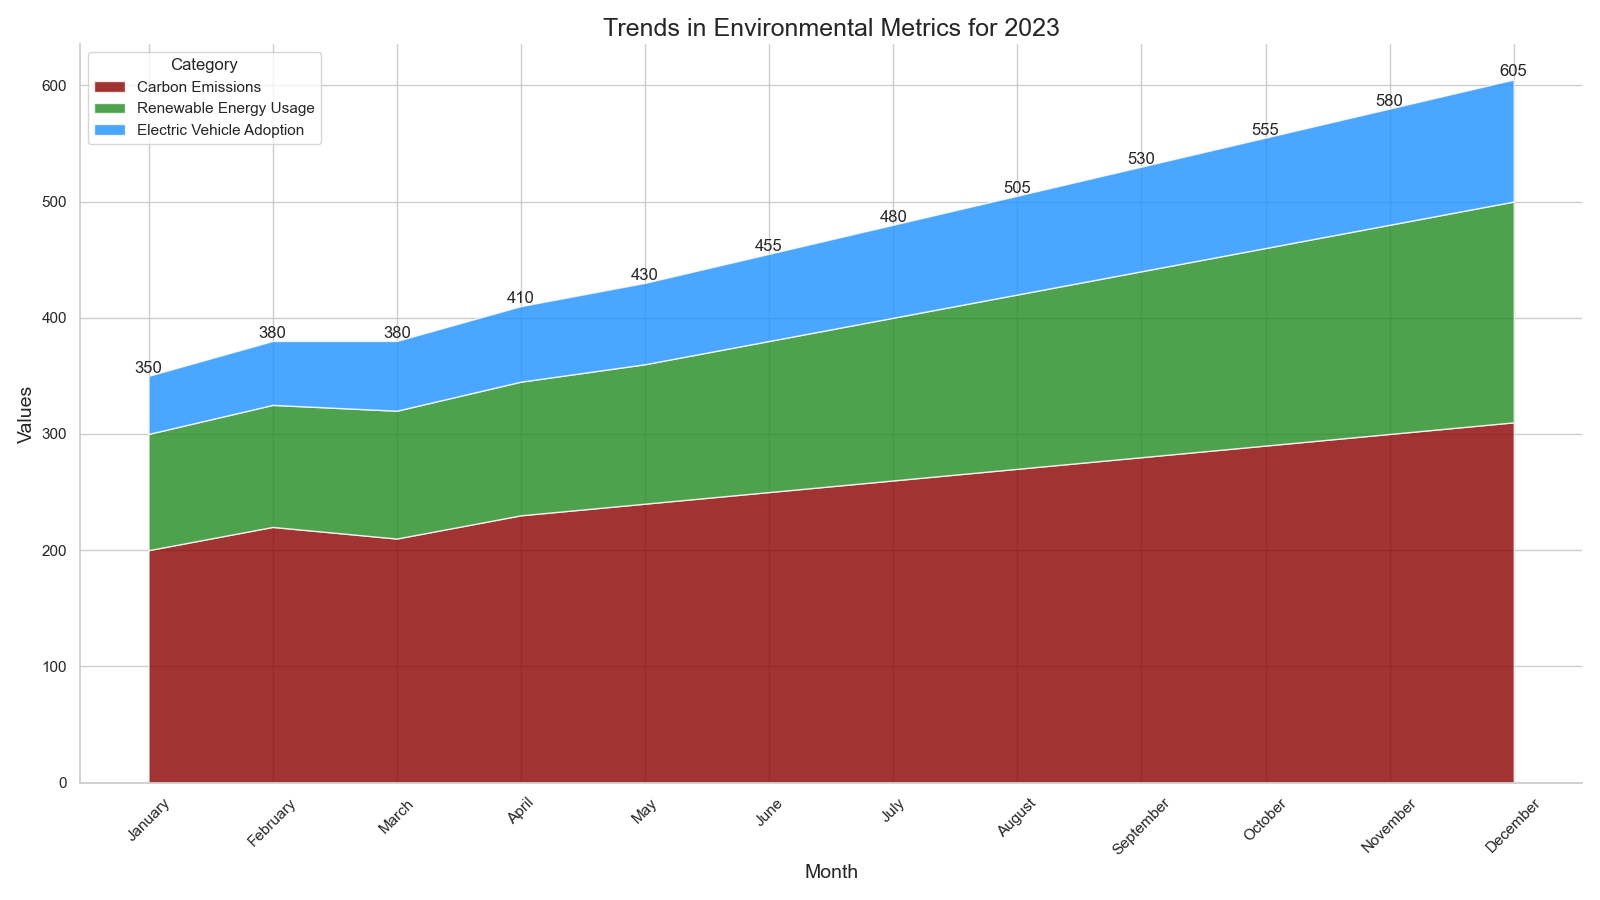 Trends in Environmental Metrics for 2023
Category
Carbon Emissions
Renewable Energy Usage
Electric Vehicle Adoption
Values
600
500
400
300
200
100
0
350
380
380
410
430
455
480
505
530
555
580
605
January
February
March
April
May
June
July
August
September
October
November
December
Month